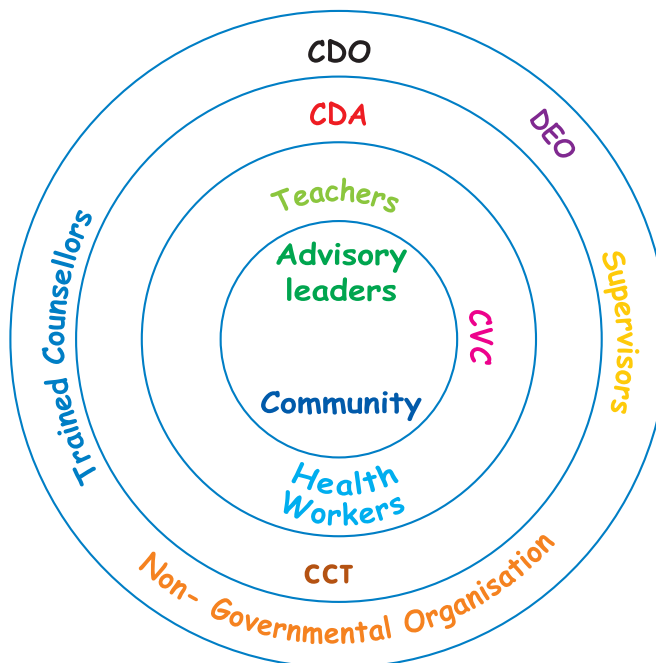 CDO
DEO
CDA
Teachers
Advisory
leaders
Trained Counsellors
CVC
Supervisors
Community
Health
Workers
CCT
Non- Governmental Organisation